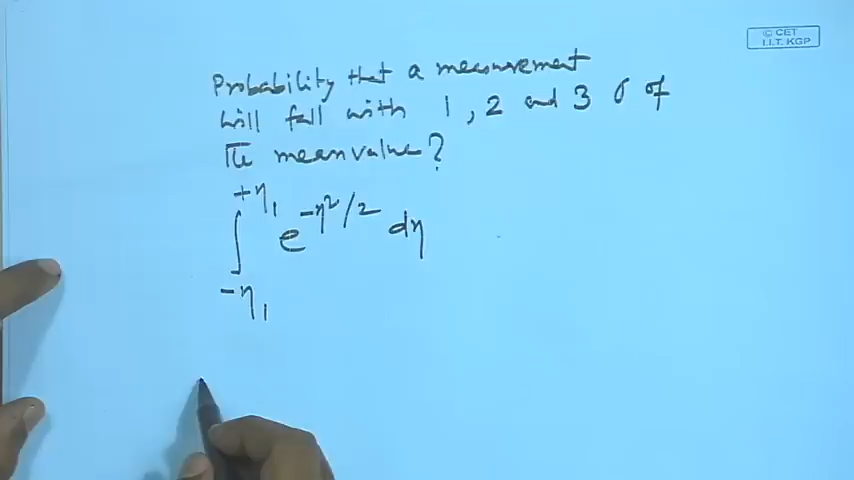 © CET
I.I.T. KGP
Probability that a measurement
will fall with 1, 2 and 3 σ of
The mean value?
+η₁
∫ e^{-η²/2} dη
-η₁